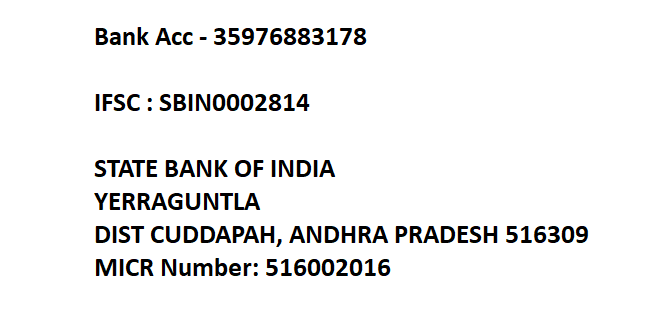 Bank Acc - 35976883178
IFSC : SBIN0002814
STATE BANK OF INDIA
YERRAGUNTLA
DIST CUDDAPAH, ANDHRA PRADESH 516309
MICR Number: 516002016